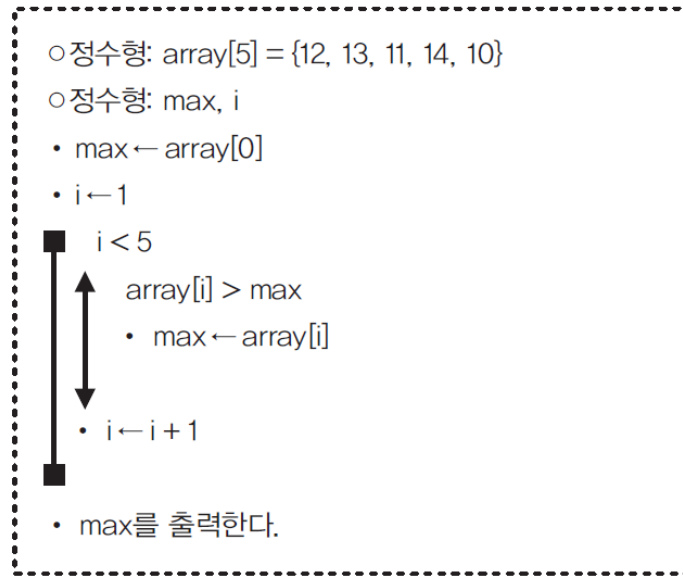 ○정수형: array[5] = {12, 13, 11, 14, 10}
○정수형: max, i
• max ← array[0]
• i ← 1
i < 5
array[i] > max
• max ← array[i]
• i ← i + 1
• max를 출력한다.